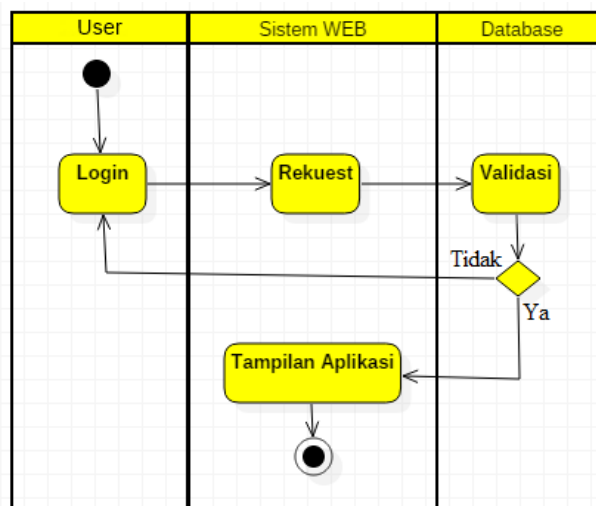 User
Sistem WEB
Database
Login
Rekuest
Validasi
Tidak
Ya
Tampilan Aplikasi